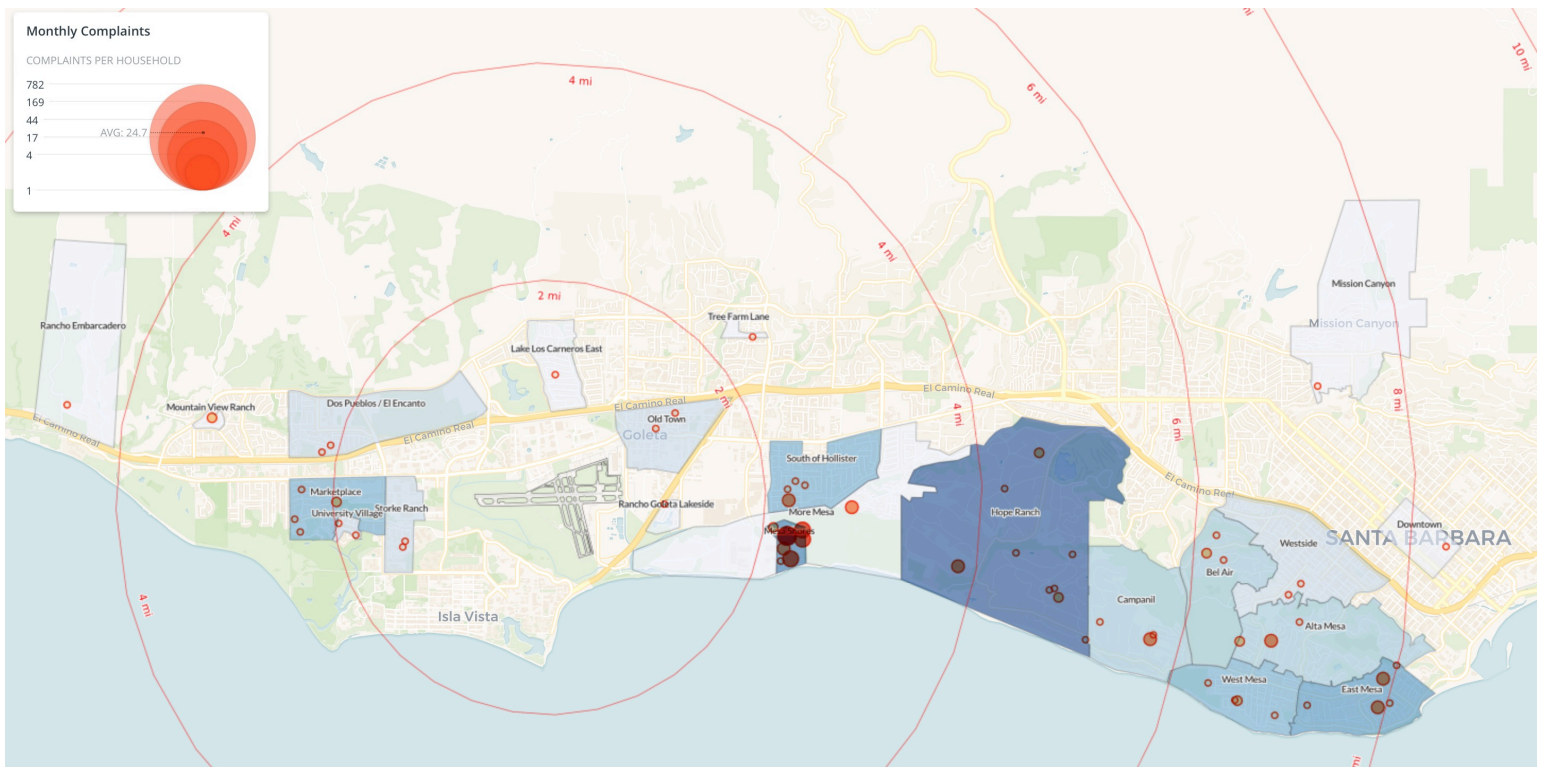 Monthly Complaints
COMPLAINTS PER HOUSEHOLD
782
169
44
AVG: 24.7
17
4
1
4 mi
6 mi
mi
10 mi
4 mi
4 mi
Mission Canyon
Mission Canyon
2 mi
Tree Farm Lane
Rancho Embarcadero
Lake Los Carneros East
2 mi
El Camino Real
8 mi
Mountain View Ranch
Dos Pueblos / El Encanto
El Camino Real
Old Town
4 mi
6 mi
El Camino Real
El Camino Real
Goleta
South of Hollister
El Camino Real
Marketplace
Rancho Goleta Lakeside
University Village
Storke Ranch
More Mesa
Hope Ranch
Downtown
SANTA BARBARA
Westside
Bel Air
4 mi
Campanil
Isla Vista
Alta Mesa
West Mesa
East Mesa
mi